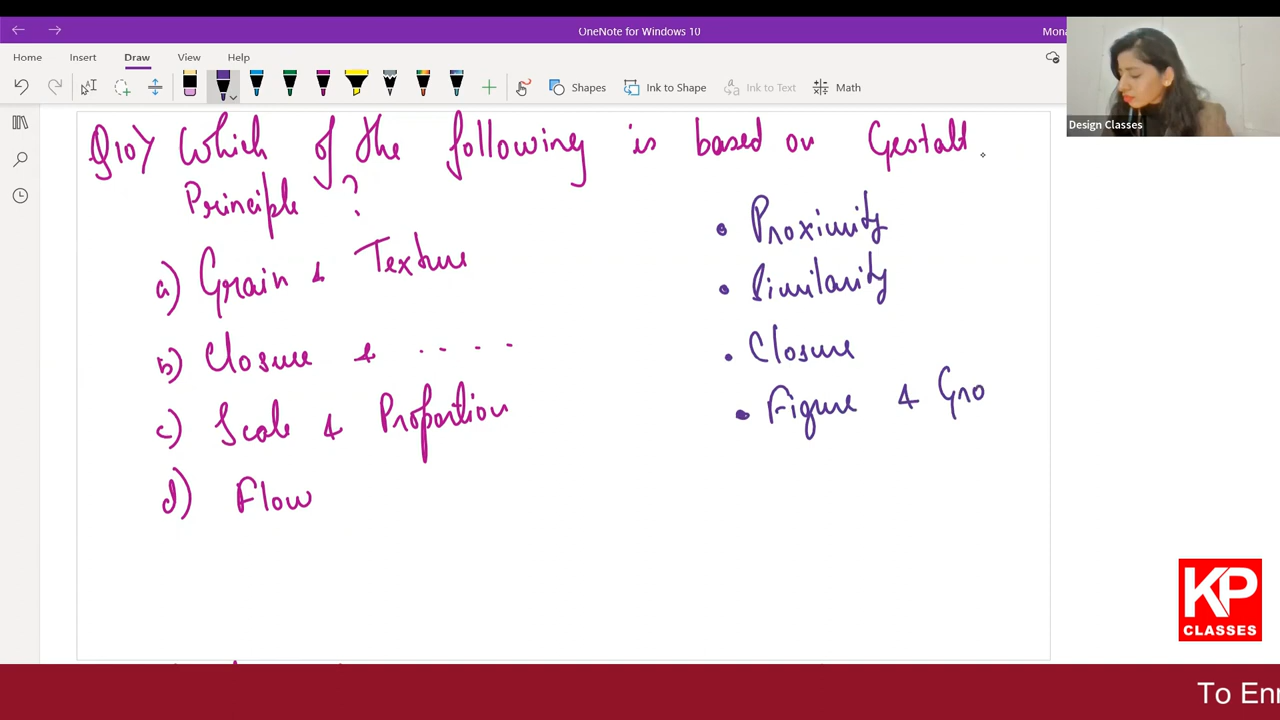 OneNote for Windows 10
Mona
Home Insert Draw View Help
Shapes Ink to Shape Ink to Text Math
Design Classes
Q10) Which of the following is based on Gestalt
Principle ?
a) Grain & Texture
b) Closure & ....
c) Scale & Proportion
d) Flow
• Proximity
• Similarity
• Closure
• Figure & Gro
KP
CLASSES
To Enr